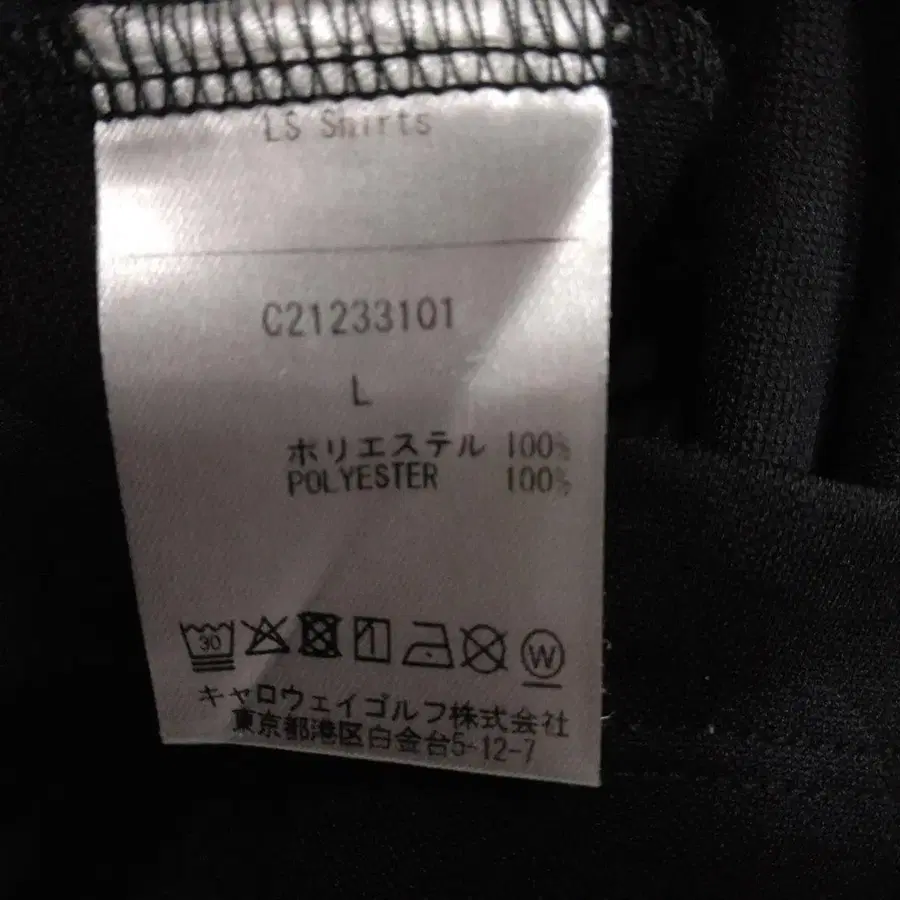 LS Shirts
C21233101
L
ポリエステル 100%
POLYESTER 100%
30 W
キャロウェイゴルフ株式会社
東京都港区白金台5-12-7